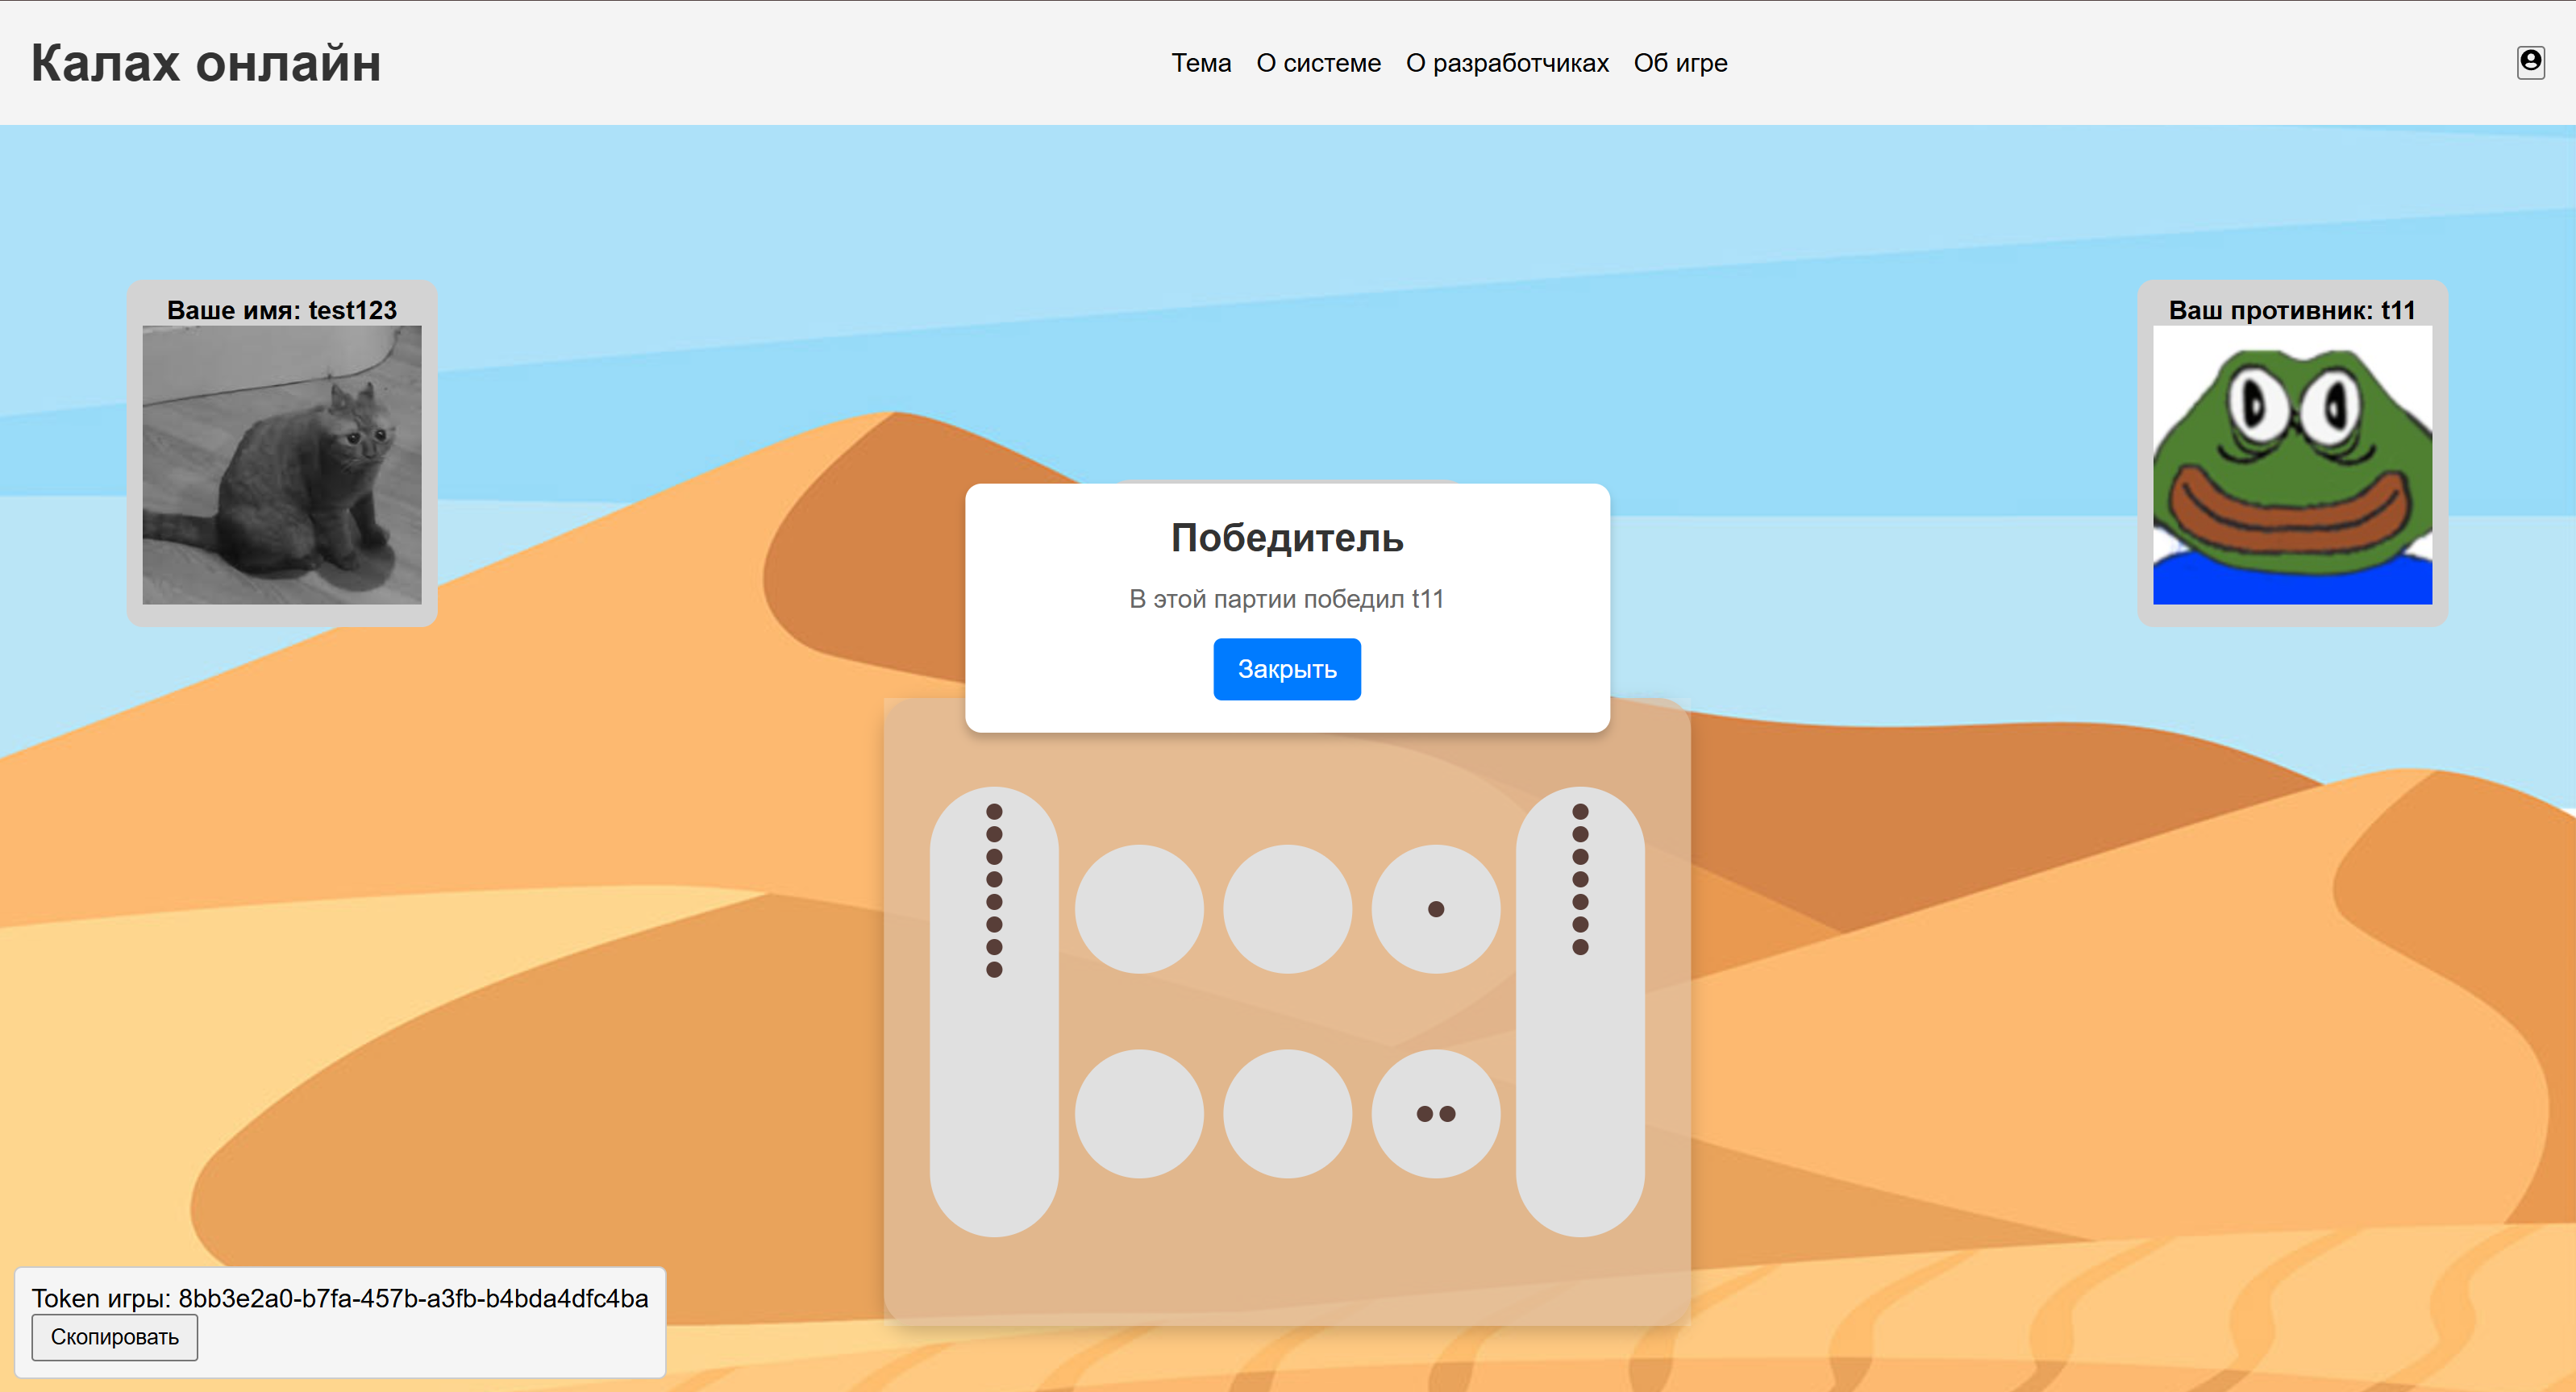 Калах онлайн
Тема О системе О разработчиках Об игре
Ваше имя: test123
Ваш противник: t11
Победитель
В этой партии победил t11
Закрыть
Token игры: 8bb3e2a0-b7fa-457b-a3fb-b4bda4dfc4ba
Скопировать